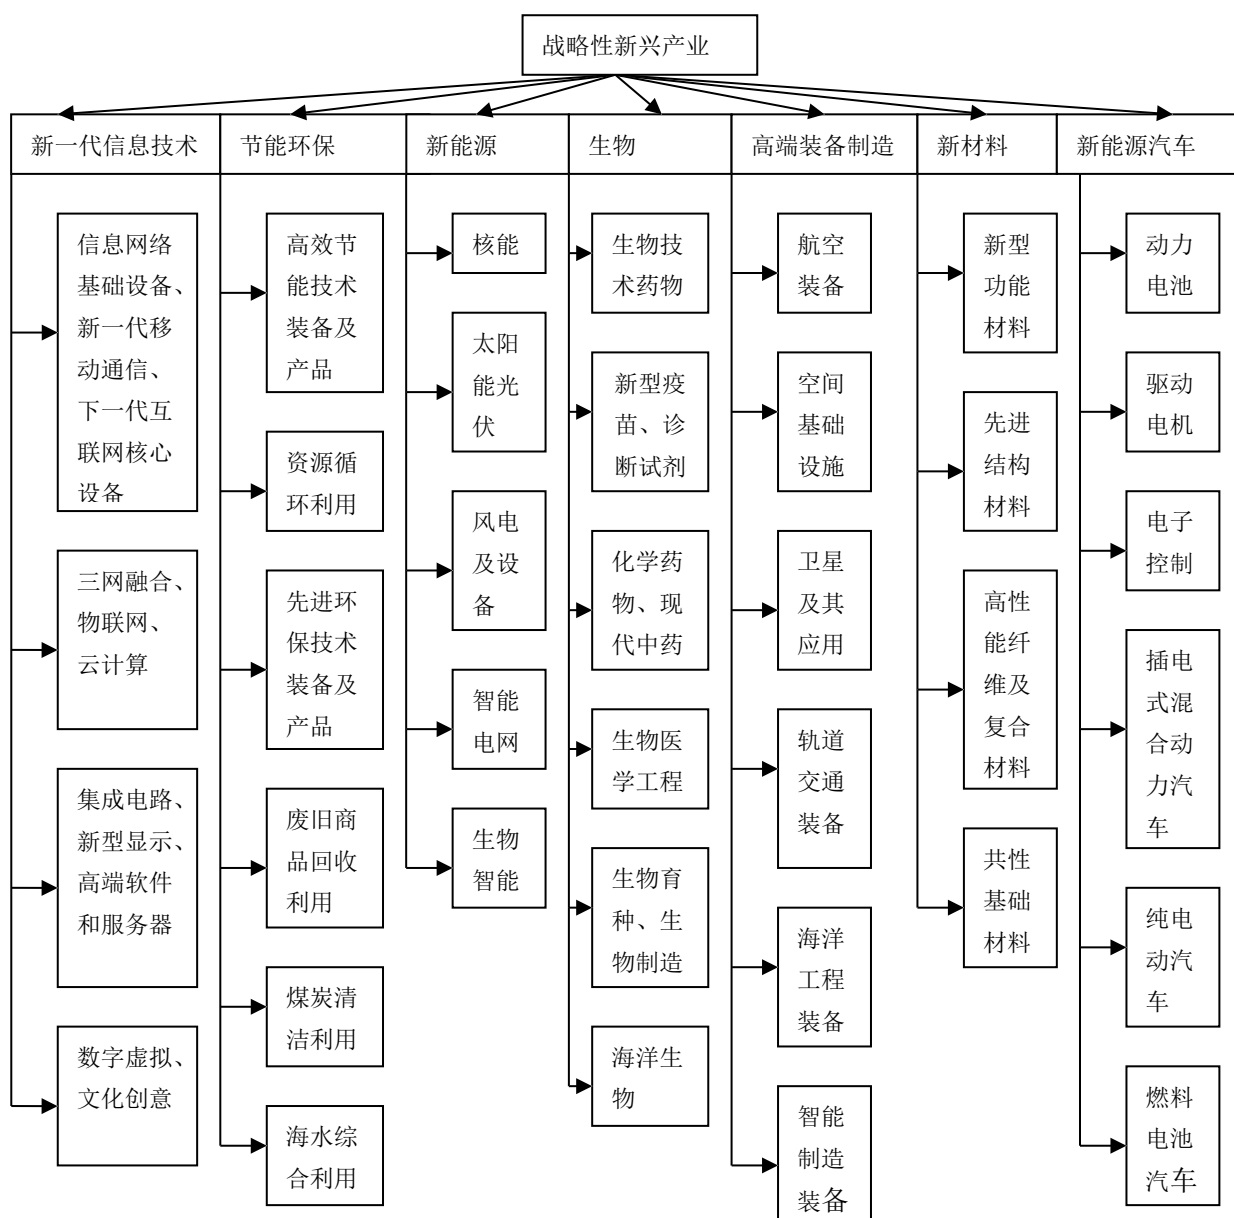 战略性新兴产业
新一代信息技术
节能环保
新能源
生物
高端装备制造
新材料
新能源汽车
信息网络
基础设备、
新一代移
动通信、
下一代互
联网核心
设备
三网融合、
物联网、
云计算
集成电路、
新型显示、
高端软件
和服务器
数字虚拟、
文化创意
高效节
能技术
装备及
产品
资源循
环利用
先进环
保技术
装备及
产品
废旧商
品回收
利用
煤炭清
洁利用
海水综
合利用
核能
太阳
能光
伏
风电
及设
备
智能
电网
生物
智能
生物技
术药物
新型疫
苗、诊
断试剂
化学药
物、现
代中药
生物医
学工程
生物育
种、生
物制造
海洋生
物
航空
装备
空间
基础
设施
卫星
及其
应用
轨道
交通
装备
海洋
工程
装备
智能
制造
装备
新型
功能
材料
先进
结构
材料
高性
能纤
维及
复合
材料
共性
基础
材料
动力
电池
驱动
电机
电子
控制
插电
式混
合动
力汽
车
纯电
动汽
车
燃料
电池
汽车